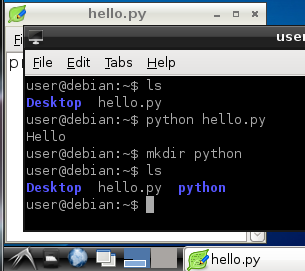 hello.py
user
Fi
File Edit Tabs Help
pr
user@debian:~$ ls
Desktop hello.py
user@debian:~$ python hello.py
Hello
user@debian:~$ mkdir python
user@debian:~$ ls
Desktop hello.py python
user@debian:~$
hello.py